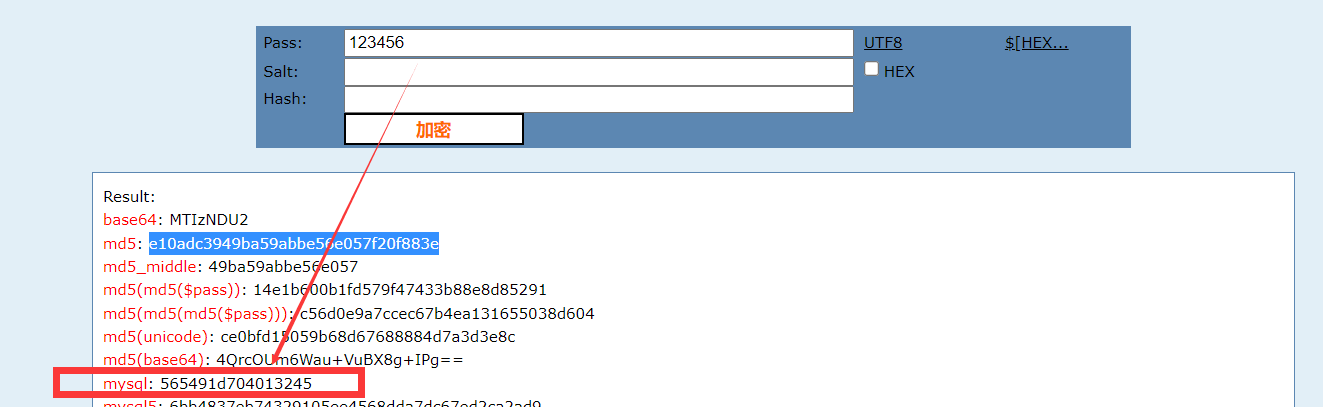 Pass: 123456 UTF8 $[HEX...
Salt: HEX
Hash:
加密
Result:
base64: MTIzNDU2
md5: e10adc3949ba59abbe56e057f20f883e
md5_middle: 49ba59abbe56e057
md5(md5($pass)): 14e1b600b1fd579f47433b88e8d85291
md5(md5(md5($pass))): c56d0e9a7ccec67b4ea131655038d604
md5(unicode): ce0bfd15059b68d67688884d7a3d3e8c
md5(base64): 4QrcOUm6Wau+VuBX8g+IPg==
mysql: 565491d704013245
mysql5: 6bb4837eb74329105ee4568dda7dc67ed2ca2ad9